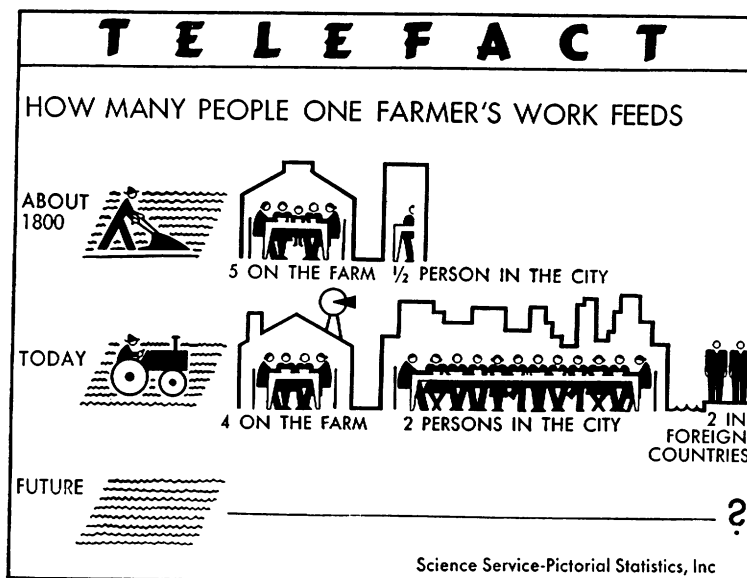 TELEFACT
HOW MANY PEOPLE ONE FARMER'S WORK FEEDS
ABOUT
1800
5 ON THE FARM ½ PERSON IN THE CITY
TODAY
4 ON THE FARM 2 PERSONS IN THE CITY
2 IN
FOREIGN
COUNTRIES
FUTURE
?
Science Service-Pictorial Statistics, Inc